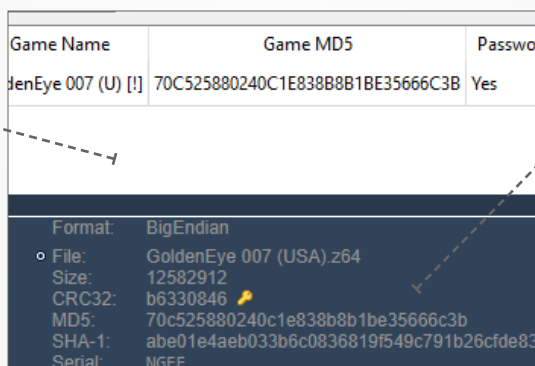 Game Name Game MD5 Passwo
denEye 007 (U) [!] 70C525880240C1E838B8B1BE35666C3B Yes
Format: BigEndian
File: GoldenEye 007 (USA).z64
Size: 12582912
CRC32: b6330846
MD5: 70c525880240c1e838b8b1be35666c3b
SHA-1: abe01e4aeb033b6c0836819f549c791b26cfde83
Serial: NGEE